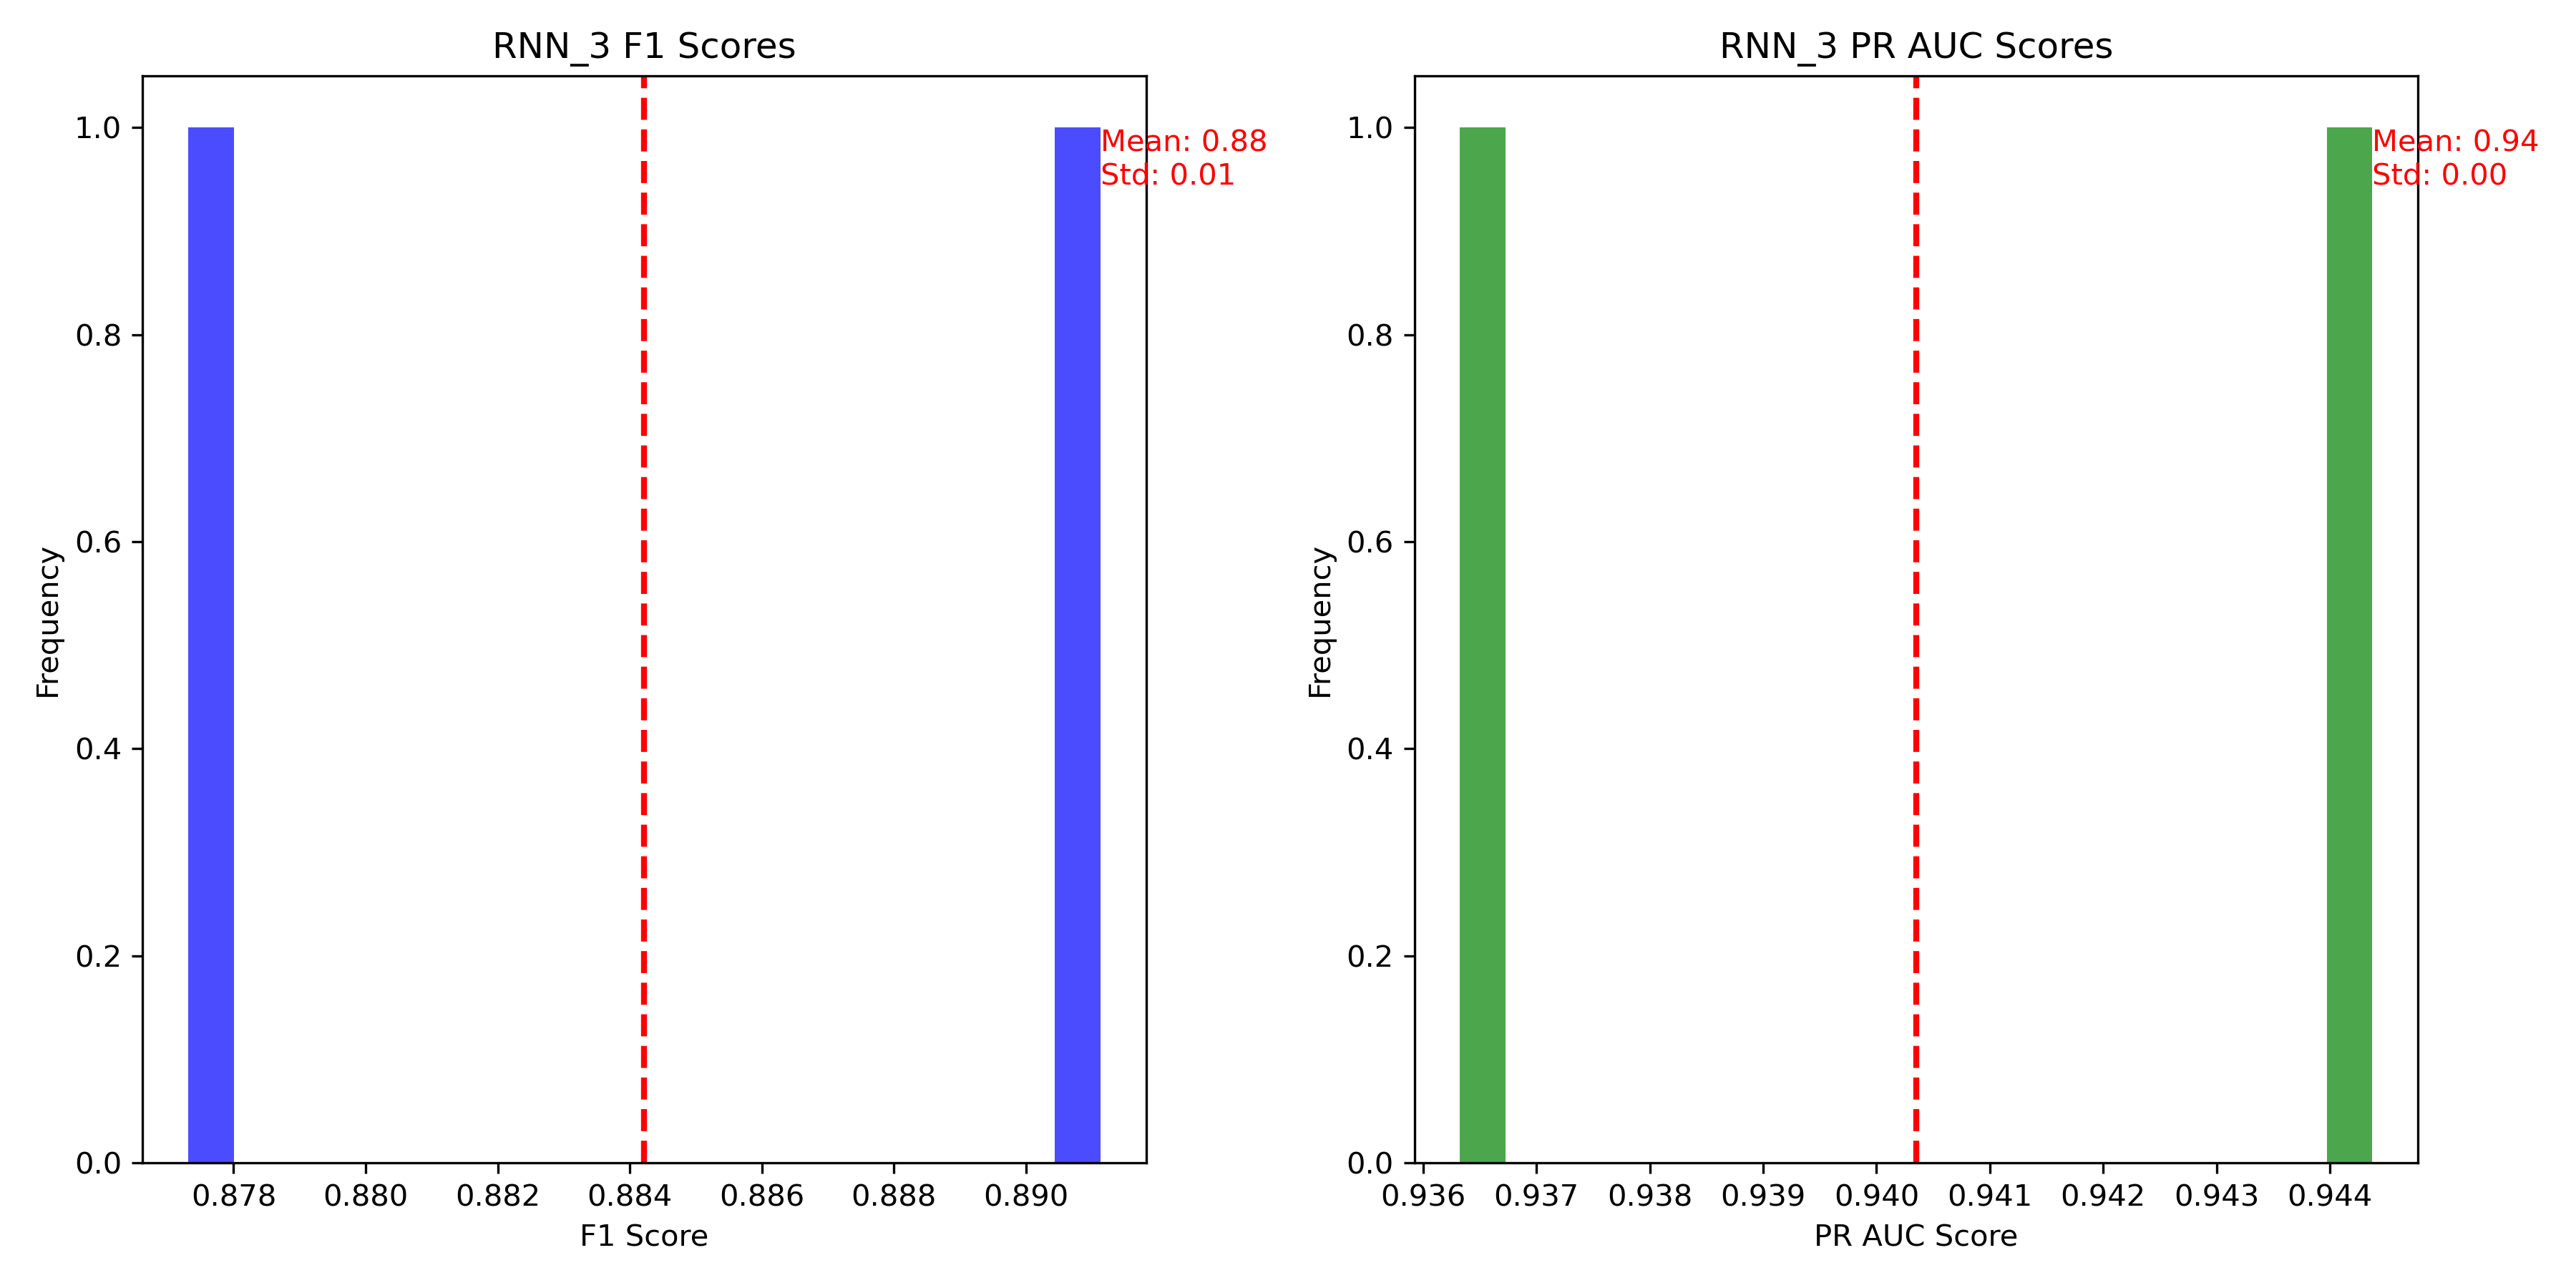 RNN_3 F1 Scores
1.0
0.8
0.6
0.4
0.2
0.0
Frequency
Mean: 0.88
Std: 0.01
0.878 0.880 0.882 0.884 0.886 0.888 0.890
F1 Score
RNN_3 PR AUC Scores
1.0
0.8
0.6
0.4
0.2
0.0
Frequency
Mean: 0.94
Std: 0.00
0.936 0.937 0.938 0.939 0.940 0.941 0.942 0.943 0.944
PR AUC Score